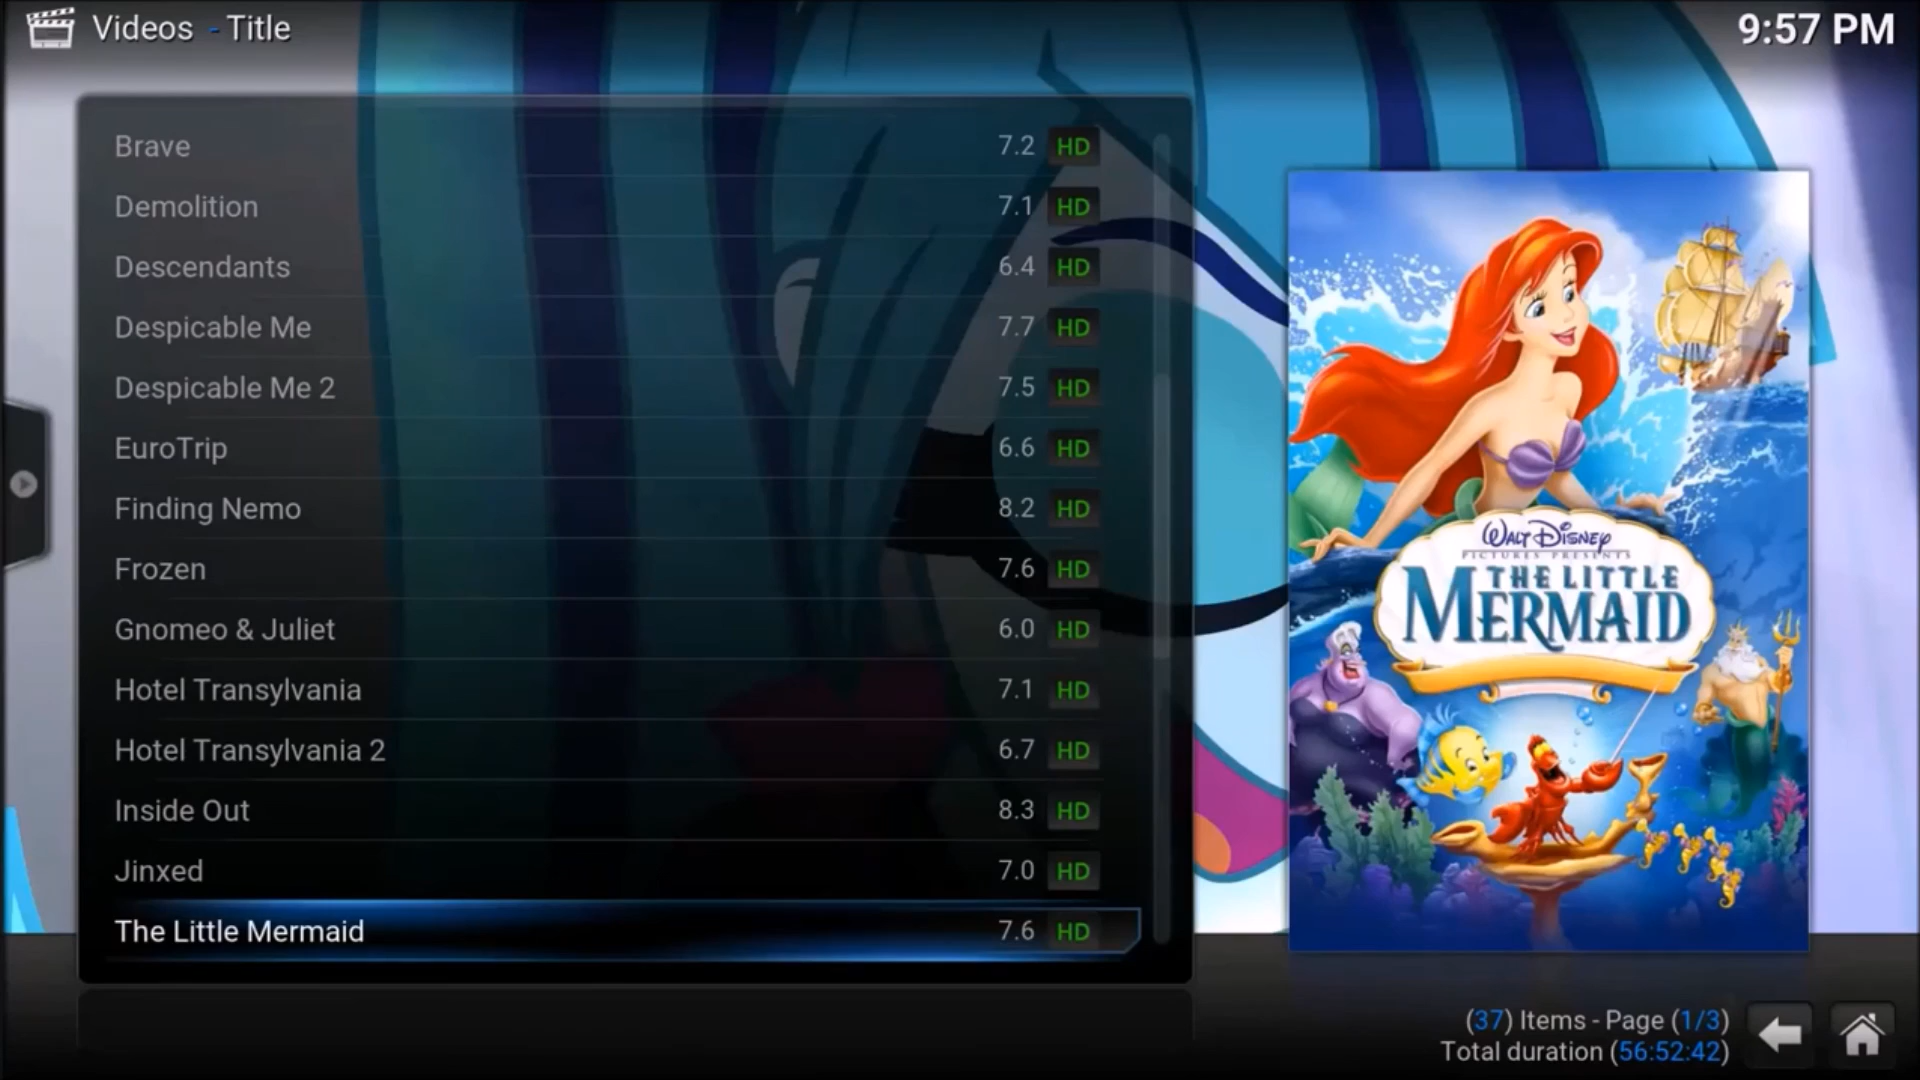 Videos - Title
9:57 PM
Brave 7.2 HD
Demolition 7.1 HD
Descendants 6.4 HD
Despicable Me 7.7 HD
Despicable Me 2 7.5 HD
EuroTrip 6.6 HD
Finding Nemo 8.2 HD
Frozen 7.6 HD
Gnomeo & Juliet 6.0 HD
Hotel Transylvania 7.1 HD
Hotel Transylvania 2 6.7 HD
Inside Out 8.3 HD
Jinxed 7.0 HD
The Little Mermaid 7.6 HD
WALT DISNEY
PICTURES PRESENTS
THE LITTLE
MERMAID
(37) Items - Page (1/3)
Total duration (56:52:42)